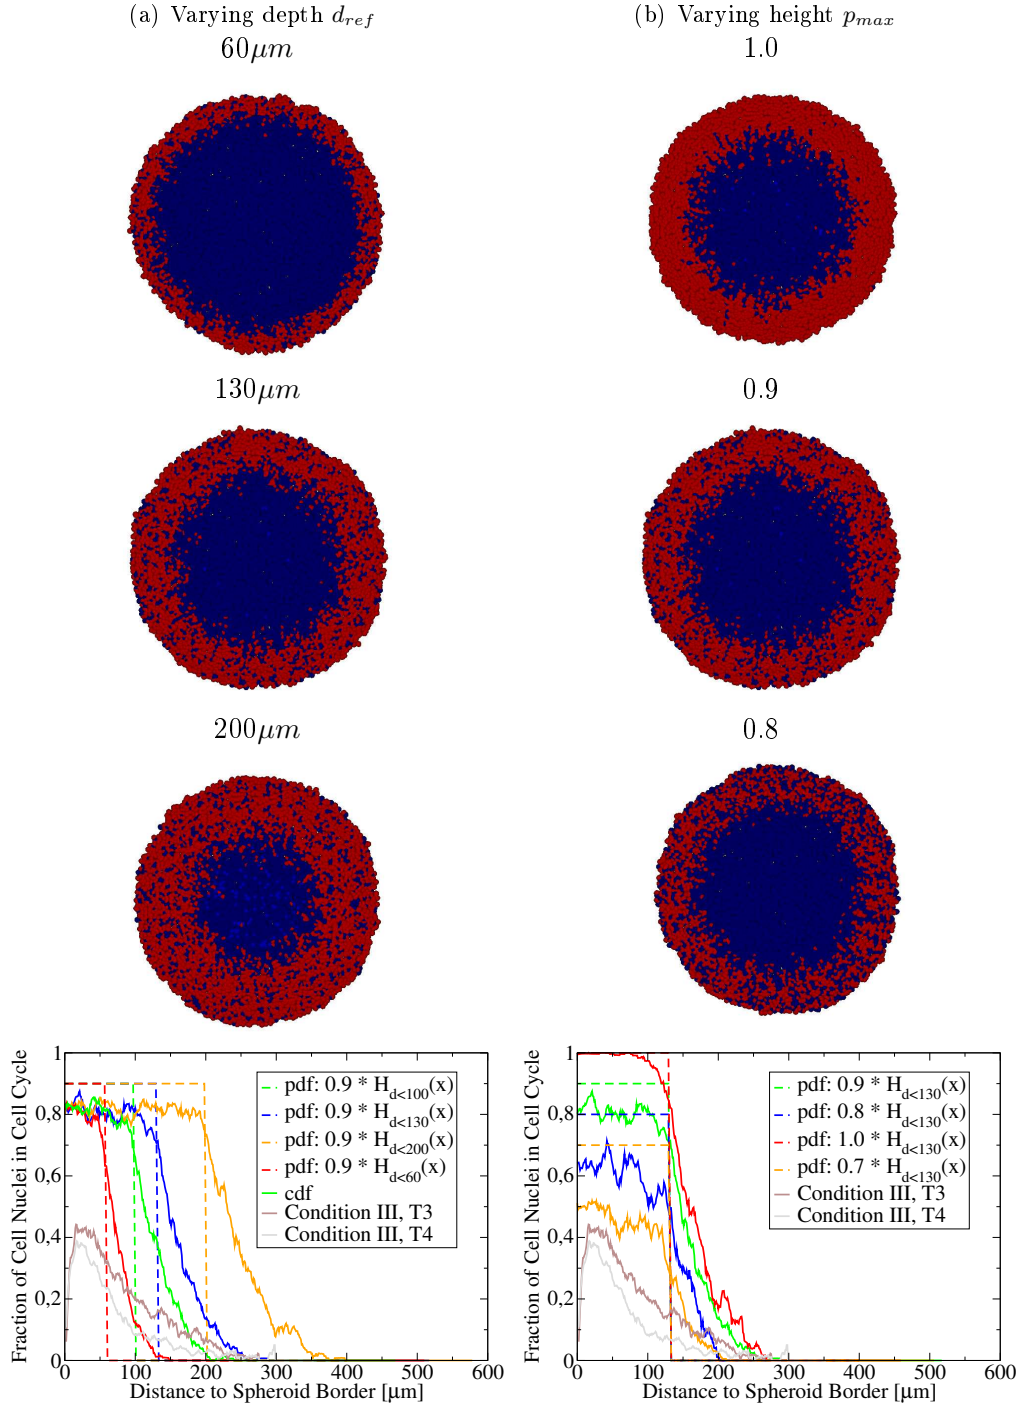 (a) Varying depth d_ref
60μm
130μm
200μm
Fraction of Cell Nuclei in Cell Cycle
1
0,8
0,6
0,4
0,2
0
0 100 200 300 400 500 600
Distance to Spheroid Border [μm]
pdf: 0.9 * H_d<100(x)
pdf: 0.9 * H_d<130(x)
pdf: 0.9 * H_d<200(x)
pdf: 0.9 * H_d<60(x)
cdf
Condition III, T3
Condition III, T4
(b) Varying height p_max
1.0
0.9
0.8
Fraction of Cell Nuclei in Cell Cycle
1
0,8
0,6
0,4
0,2
0
0 100 200 300 400 500 600
Distance to Spheroid Border [μm]
pdf: 0.9 * H_d<130(x)
pdf: 0.8 * H_d<130(x)
pdf: 1.0 * H_d<130(x)
pdf: 0.7 * H_d<130(x)
Condition III, T3
Condition III, T4